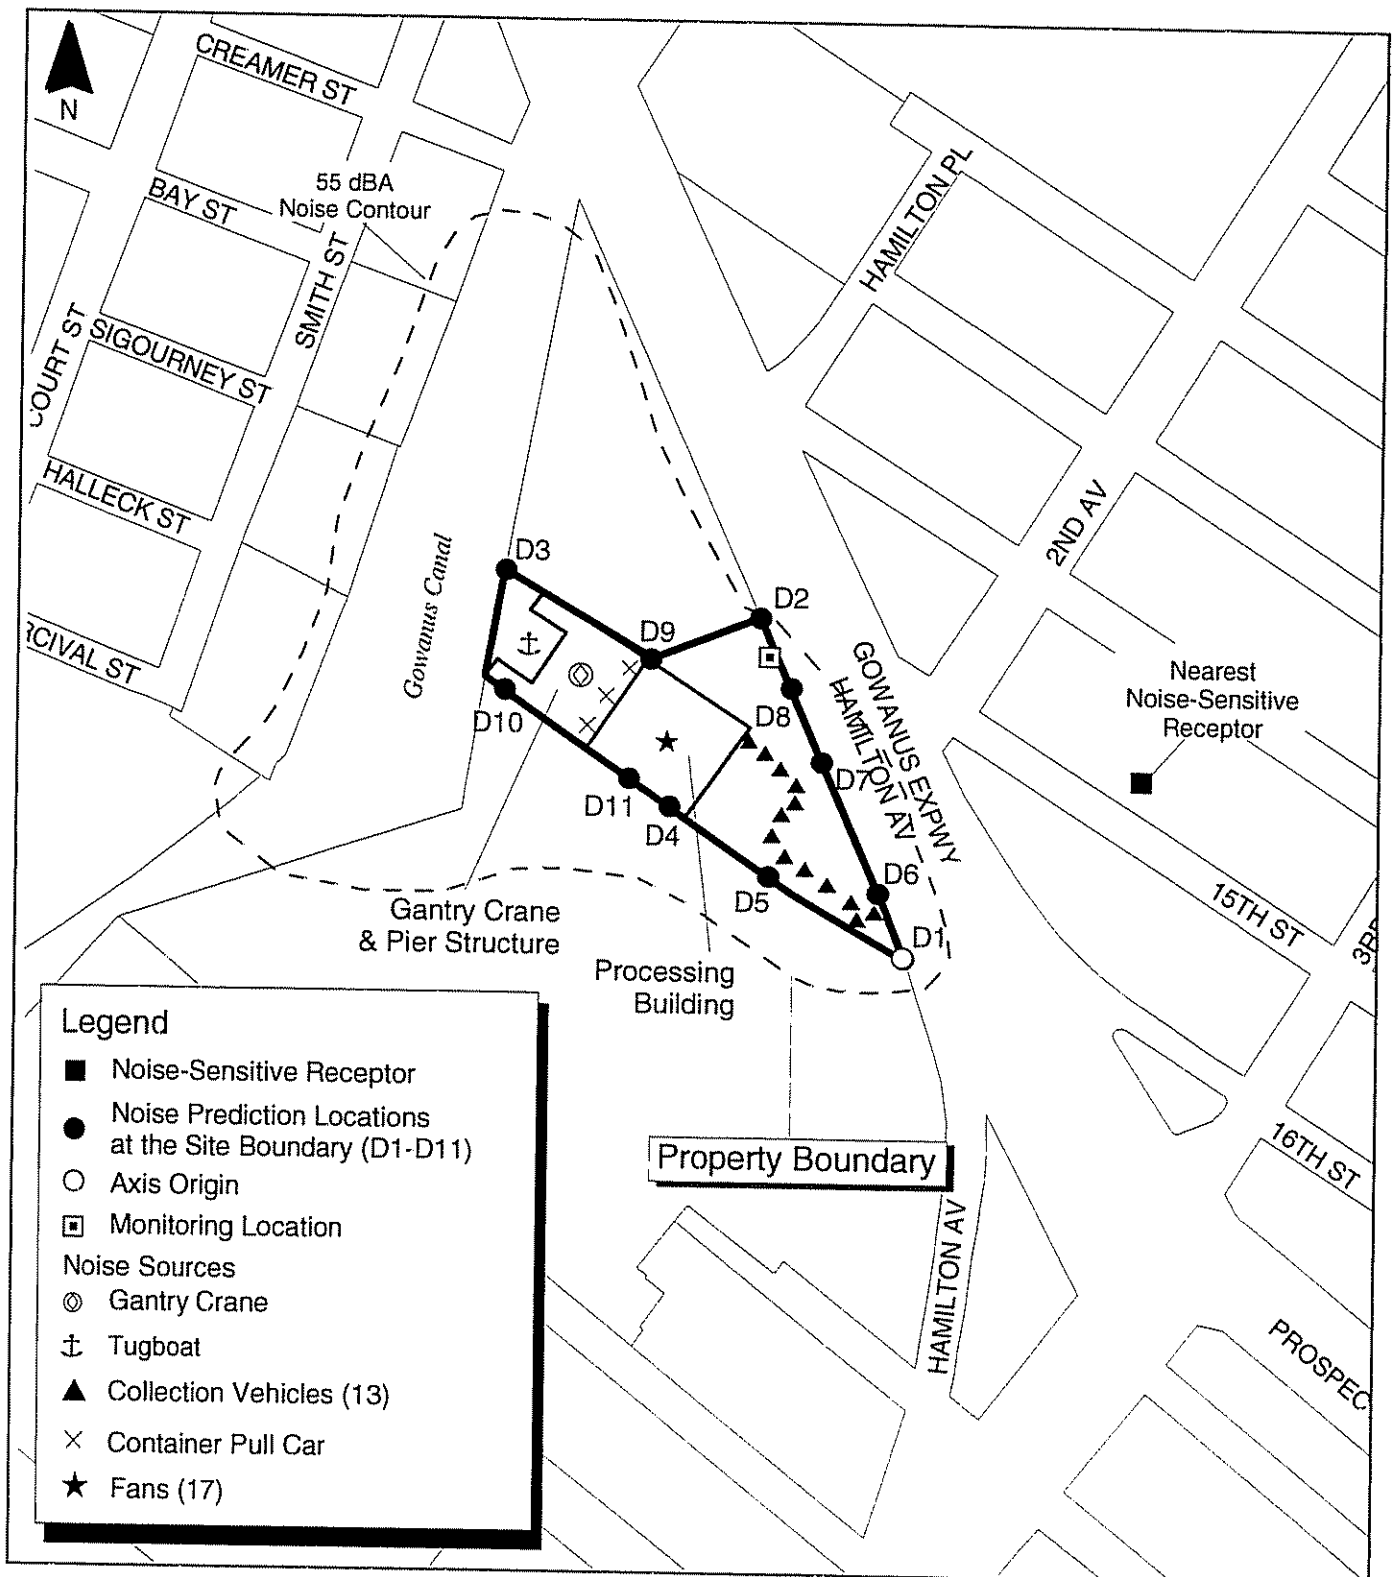 CREAMER ST
N
HAMILTON PL
55 dBA
Noise Contour
BAY ST
SMITH ST
COURT ST
SIGOURNEY ST
HALLECK ST
2ND AV
Gowanus Canal
D3
D2
D9
GOWANUS EXPWY
HAMILTON AV
RCIVAL ST
Nearest
Noise-Sensitive
Receptor
D10
D8
D7
D11
D4
D6
D5
15TH ST
Gantry Crane
& Pier Structure
D1
3RD
Processing
Building
Legend
Noise-Sensitive Receptor
Noise Prediction Locations
at the Site Boundary (D1-D11)
Axis Origin
Monitoring Location
Noise Sources
Gantry Crane
Tugboat
Collection Vehicles (13)
Container Pull Car
Fans (17)
Property Boundary
16TH ST
HAMILTON AV
PROSPEC